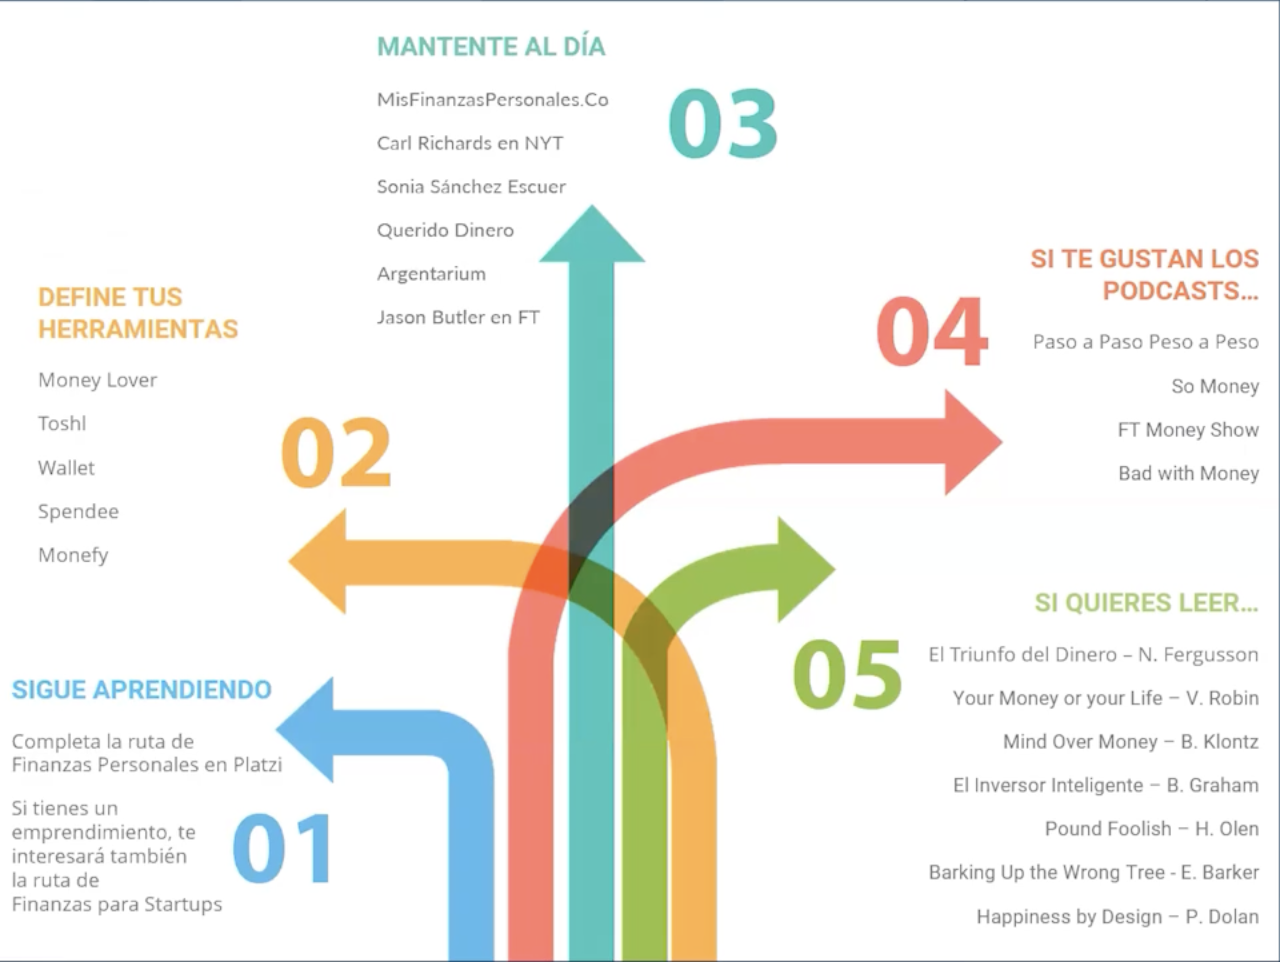 MANTENTE AL DÍA
MisFinanzasPersonales.Co
Carl Richards en NYT
Sonia Sánchez Escuer
Querido Dinero
Argentarium
Jason Butler en FT
03
DEFINE TUS
HERRAMIENTAS
Money Lover
Toshl
Wallet
Spendee
Monefy
02
SI TE GUSTAN LOS
PODCASTS...
Paso a Paso Peso a Peso
So Money
FT Money Show
Bad with Money
04
SIGUE APRENDIENDO
Completa la ruta de
Finanzas Personales en Platzi
Si tienes un
emprendimiento, te
interesará también
la ruta de
Finanzas para Startups
01
SI QUIERES LEER...
El Triunfo del Dinero – N. Fergusson
Your Money or your Life – V. Robin
Mind Over Money – B. Klontz
El Inversor Inteligente – B. Graham
Pound Foolish – H. Olen
Barking Up the Wrong Tree - E. Barker
Happiness by Design – P. Dolan
05